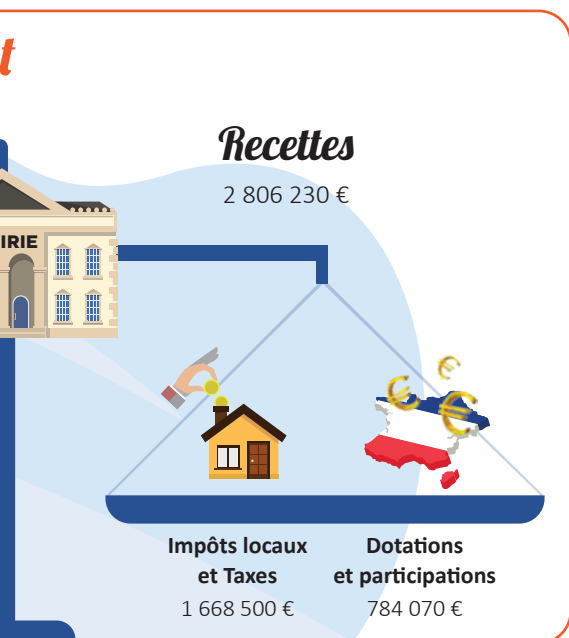 t
Recettes
2 806 230 €
IRIE
Impôts locaux
et Taxes
1 668 500 €
Dotations
et participations
784 070 €